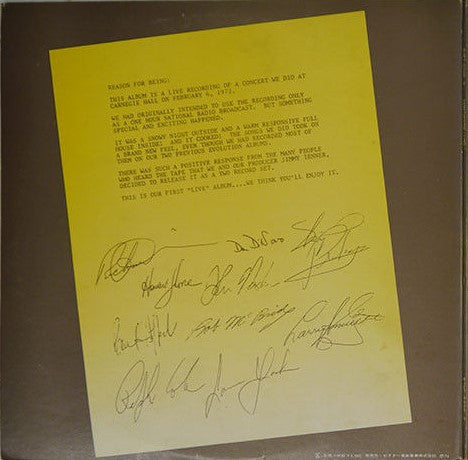 REASON FOR BEING:
THIS ALBUM IS A LIVE RECORDING OF A CONCERT WE DID AT
CARNEGIE HALL ON FEBRUARY 4, 1972.
WE HAD ORIGINALLY INTENDED TO USE THE RECORDING ONLY
AS A ONE HOUR NATIONAL RADIO BROADCAST. BUT SOMETHING
SPECIAL AND EXCITING HAPPENED.
IT WAS A SNOWY NIGHT OUTSIDE AND A WARM RESPONSIVE FULL
HOUSE INSIDE: AND IT COOKED! THE SONGS WE DID TOOK ON
A BRAND NEW FEEL, EVEN THOUGH WE HAD RECORDED MOST OF
THEM ON OUR TWO PREVIOUS EVOLUTION ALBUMS.
THERE WAS SUCH A POSITIVE RESPONSE FROM THE MANY PEOPLE
WHO HEARD THE TAPE THAT WE AND OUR PRODUCER JIMMY IENNER,
DECIDED TO RELEASE IT AS A TWO RECORD SET.
THIS IS OUR FIRST "LIVE" ALBUM....WE THINK YOU'LL ENJOY IT.
Bob McBride